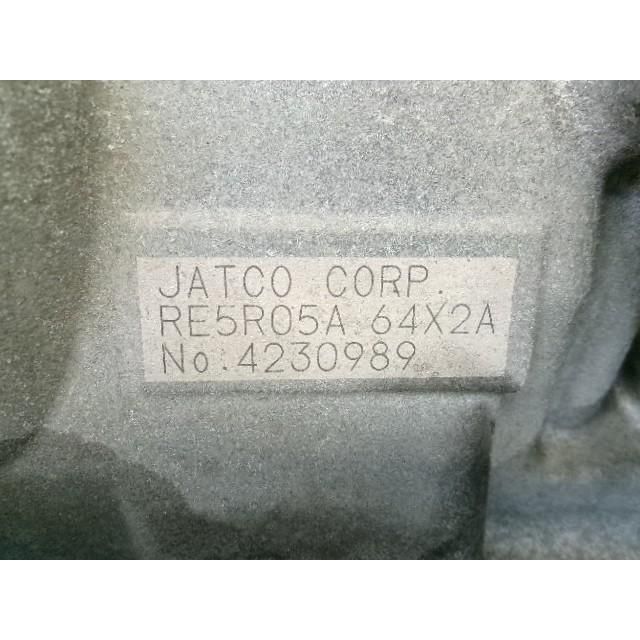 JATCO CORP.
RE5R05A 64X2A
No.4230989